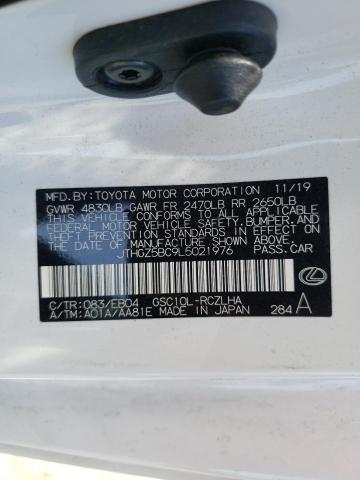 MFD.BY:TOYOTA MOTOR CORPORATION 11/19
GVWR 4830LB GAWR FR 2470LB RR 2650LB
THIS VEHICLE CONFORMS TO ALL APPLICABLE
FEDERAL MOTOR VEHICLE SAFETY, BUMPER, AND
THEFT PREVENTION STANDARDS IN EFFECT ON
THE DATE OF MANUFACTURE SHOWN ABOVE.
JTHGZ5BC9L5021976 PASS.CAR
C/TR:083/EB04 GSC10L-RCZLHA
A/TM:A01A/AA81E MADE IN JAPAN 284 A